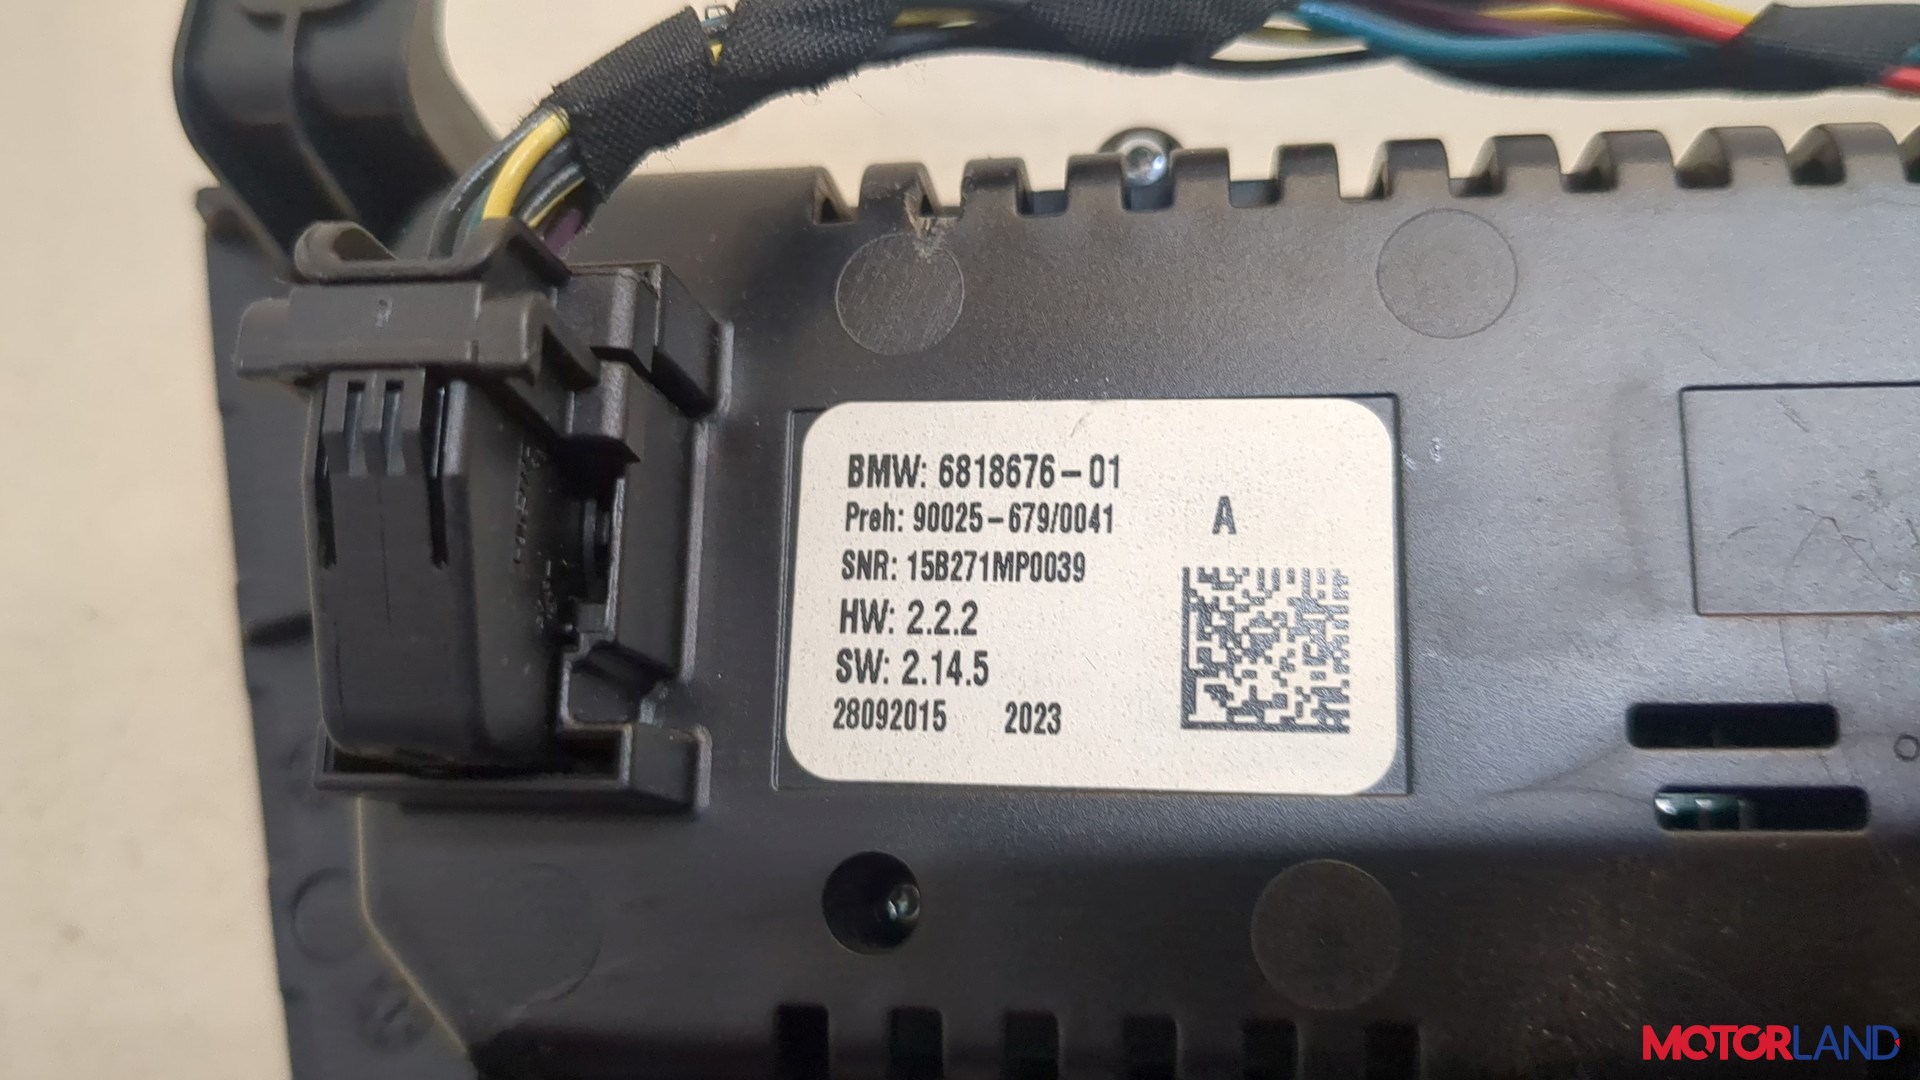 BMW: 6818676-01
Preh: 90025-679/0041
A
SNR: 15B271MP0039
HW: 2.2.2
SW: 2.14.5
28092015 2023
MOTORLAND